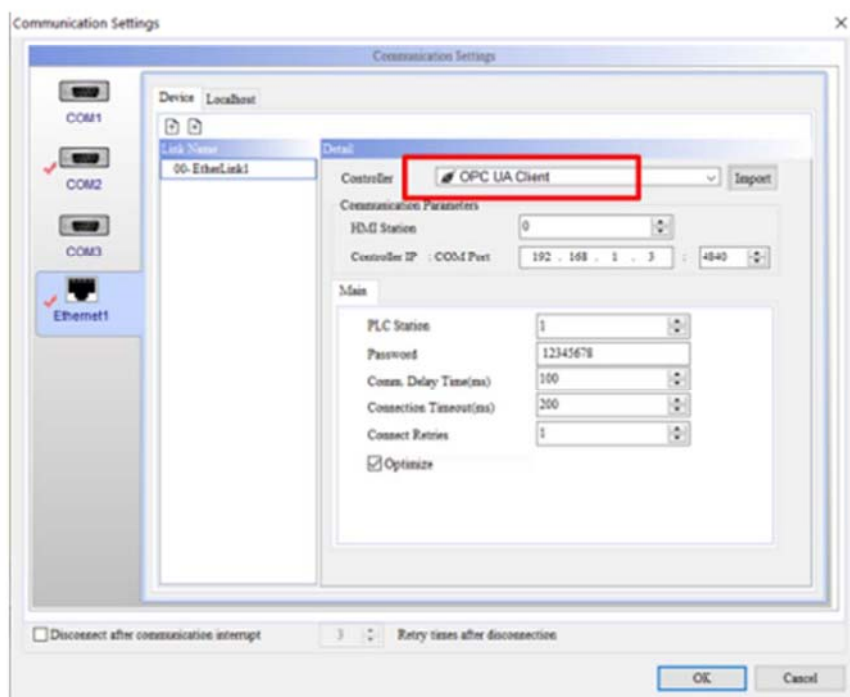 Communication Settings
Communication Settings
COM1
COM2
COM3
Ethernet1
Device Localhost
Link Name
00-EtherLink1
Detail
Controller OPC UA Client Import
Communication Parameters
HMI Station 0
Controller IP : COM Port 192 . 168 . 1 . 3 : 4840
Main
PLC Station 1
Password 12345678
Comm. Delay Time(ms) 100
Connection Timeout(ms) 200
Connect Retries 1
Optimize
Disconnect after communication interrupt 3 Retry times after disconnection
OK Cancel